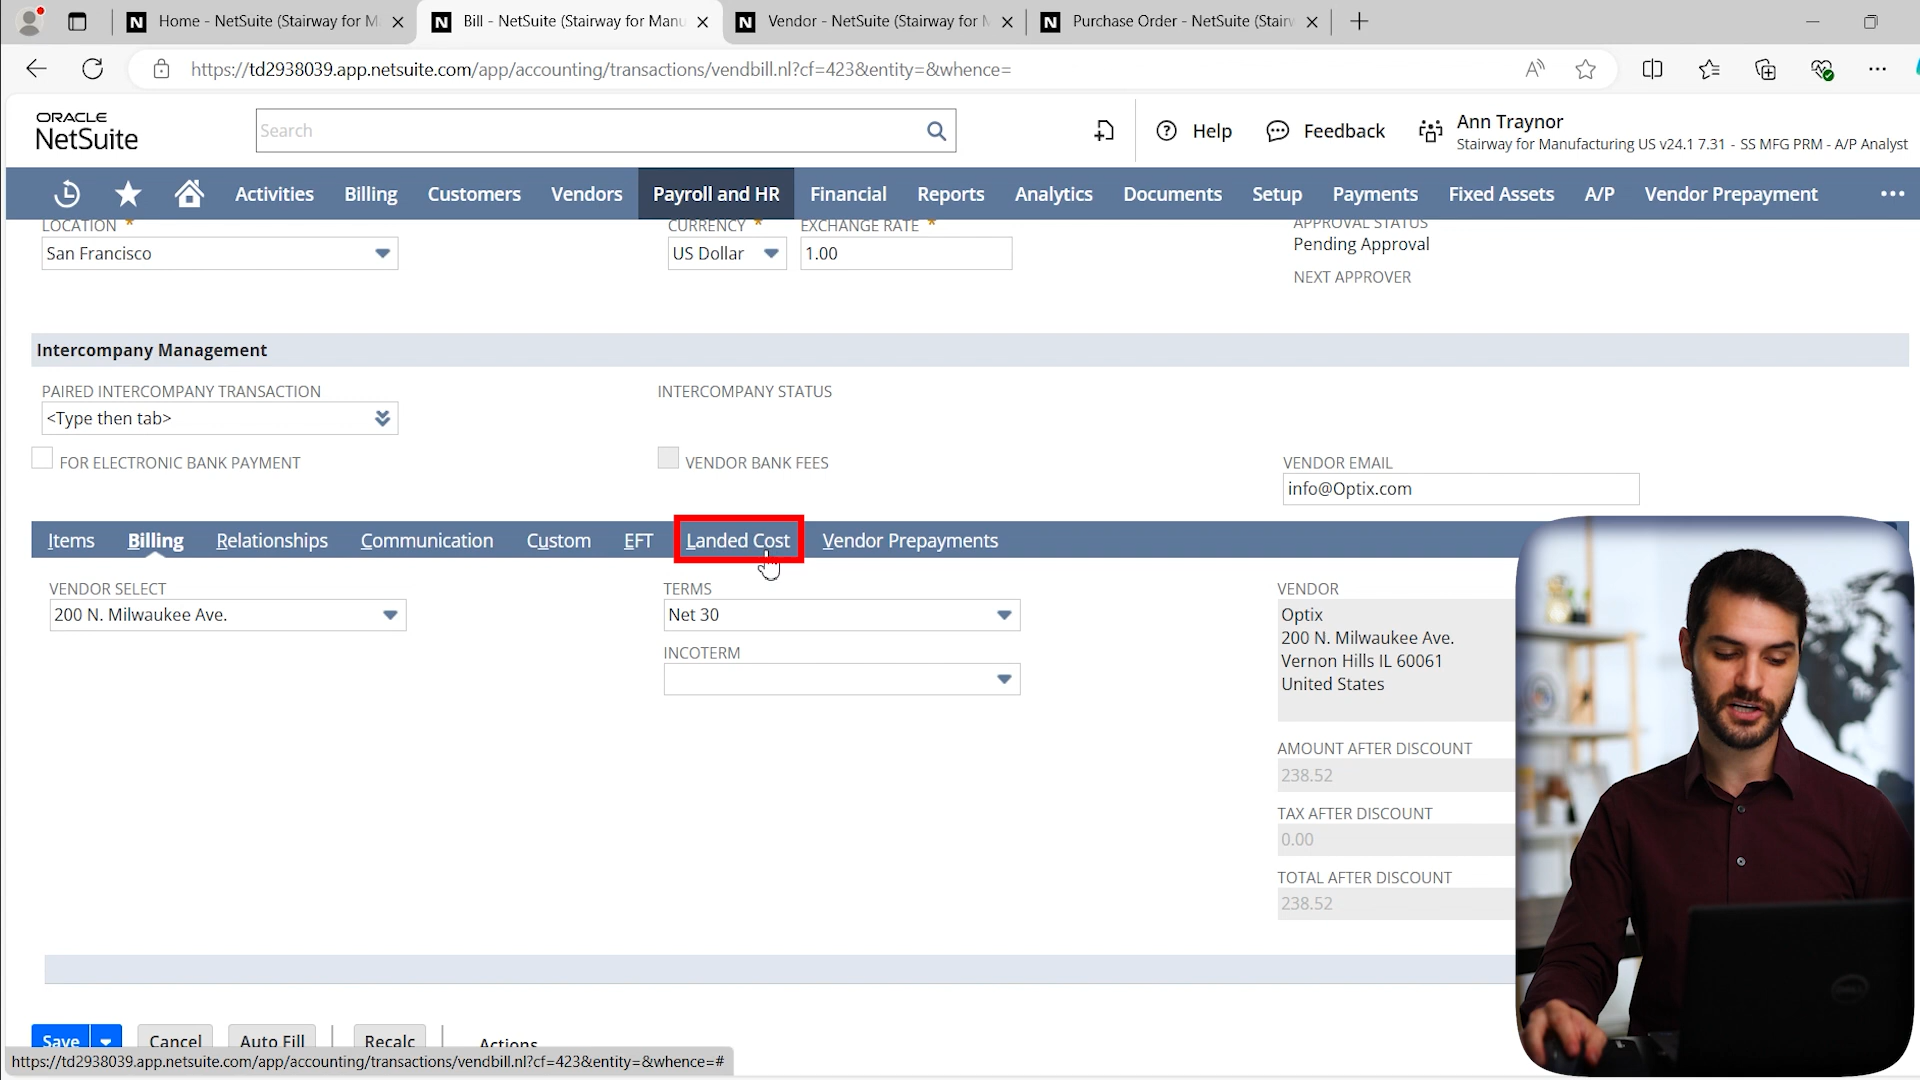 Home - NetSuite (Stairway for M
Bill - NetSuite (Stairway for Manu
Vendor - NetSuite (Stairway for M
Purchase Order - NetSuite (Stairw
https://td2938039.app.netsuite.com/app/accounting/transactions/vendbill.nl?cf=423&entity=&whence=
ORACLE
NetSuite
Search
Help
Feedback
Ann Traynor
Stairway for Manufacturing US v24.1 7.31 - SS MFG PRM - A/P Analyst
Activities
Billing
Customers
Vendors
Payroll and HR
Financial
Reports
Analytics
Documents
Setup
Payments
Fixed Assets
A/P
Vendor Prepayment
LOCATION *
CURRENCY *
EXCHANGE RATE *
APPROVAL STATUS
San Francisco
US Dollar
1.00
Pending Approval
NEXT APPROVER
Intercompany Management
PAIRED INTERCOMPANY TRANSACTION
INTERCOMPANY STATUS
<Type then tab>
FOR ELECTRONIC BANK PAYMENT
VENDOR BANK FEES
VENDOR EMAIL
info@Optix.com
Items
Billing
Relationships
Communication
Custom
EFT
Landed Cost
Vendor Prepayments
VENDOR SELECT
200 N. Milwaukee Ave.
TERMS
Net 30
INCOTERM
VENDOR
Optix
200 N. Milwaukee Ave.
Vernon Hills IL 60061
United States
AMOUNT AFTER DISCOUNT
238.52
TAX AFTER DISCOUNT
0.00
TOTAL AFTER DISCOUNT
238.52
Save
Cancel
Auto Fill
Recalc
Actions
https://td2938039.app.netsuite.com/app/accounting/transactions/vendbill.nl?cf=423&entity=&whence=#
DELL